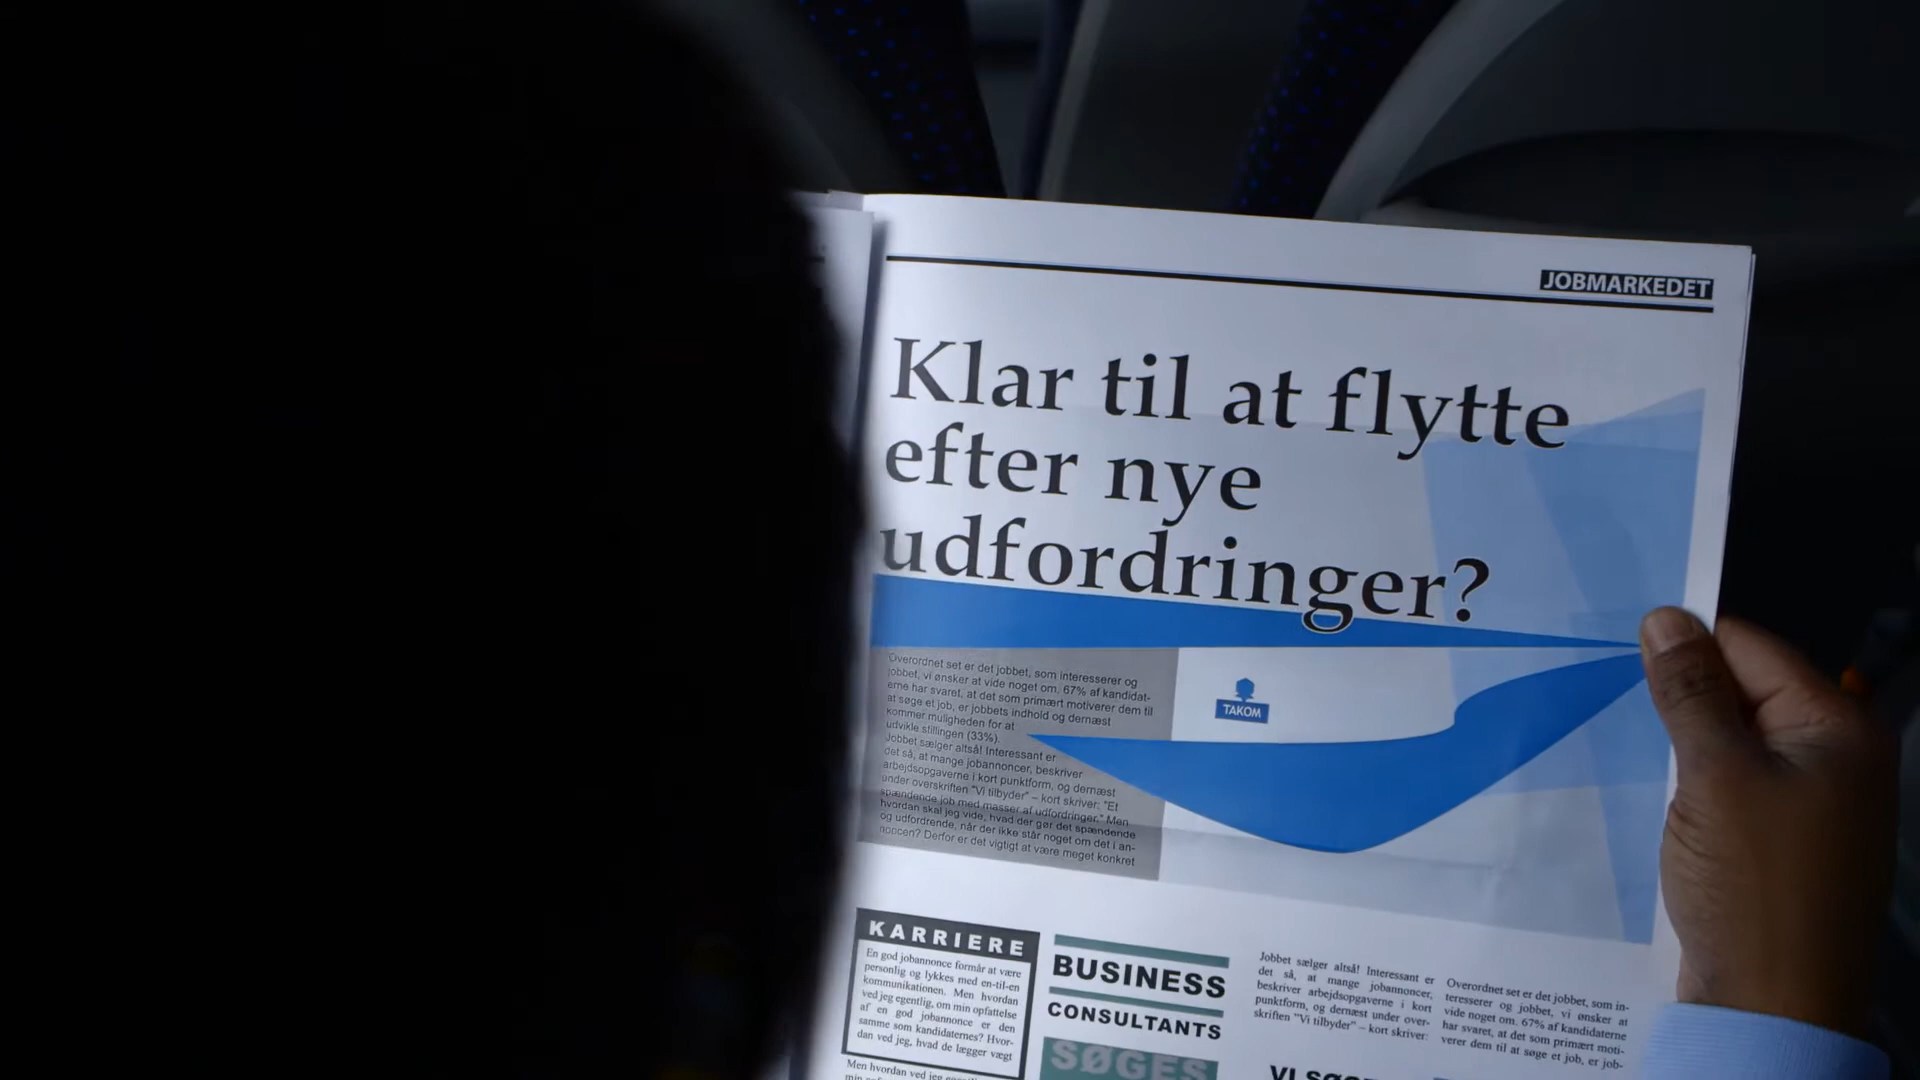 JOBMARKEDET
Klar til at flytte
efter nye
udfordringer?
Overordnet set er det jobbet, som interesserer og
jobbet, vi ønsker at vide noget om. 67% af kandidat-
erne har svaret, at det som primært motiverer dem til
at søge et job, er jobbets indhold og dernæst
kommer muligheden for at
udvikle stillingen (33%).
Jobbet sælger altså! Interessant er
det så, at mange jobannoncer, beskriver
arbejdsopgaverne i kort punktform, og dernæst
under overskriften "Vi tilbyder" – kort skriver: "Et
spændende job med masser af udfordringer." Men
hvordan skal jeg vide, hvad der gør det spændende
og udfordrende, når der ikke står noget om det i an-
noncen? Derfor er det vigtigt at være meget konkret
TAKOM
KARRIERE
En god jobannonce formår at være
personlig og lykkes med en-til-en
kommunikationen. Men hvordan
ved jeg egentlig, om min opfattelse
af en god jobannonce er den
samme som kandidaternes? Hvor-
dan ved jeg, hvad de lægger vægt
Men hvordan ved jeg
BUSINESS
CONSULTANTS
SØGES
Jobbet sælger altså! Interessant er
det så, at mange jobannoncer,
beskriver arbejdsopgaverne i kort
punktform, og dernæst under over-
skriften "Vi tilbyder" – kort skriver:
Overordnet set er det jobbet, som in-
teresserer og jobbet, vi ønsker at
vide noget om. 67% af kandidaterne
har svaret, at det som primært moti-
verer dem til at søge et job, er job-